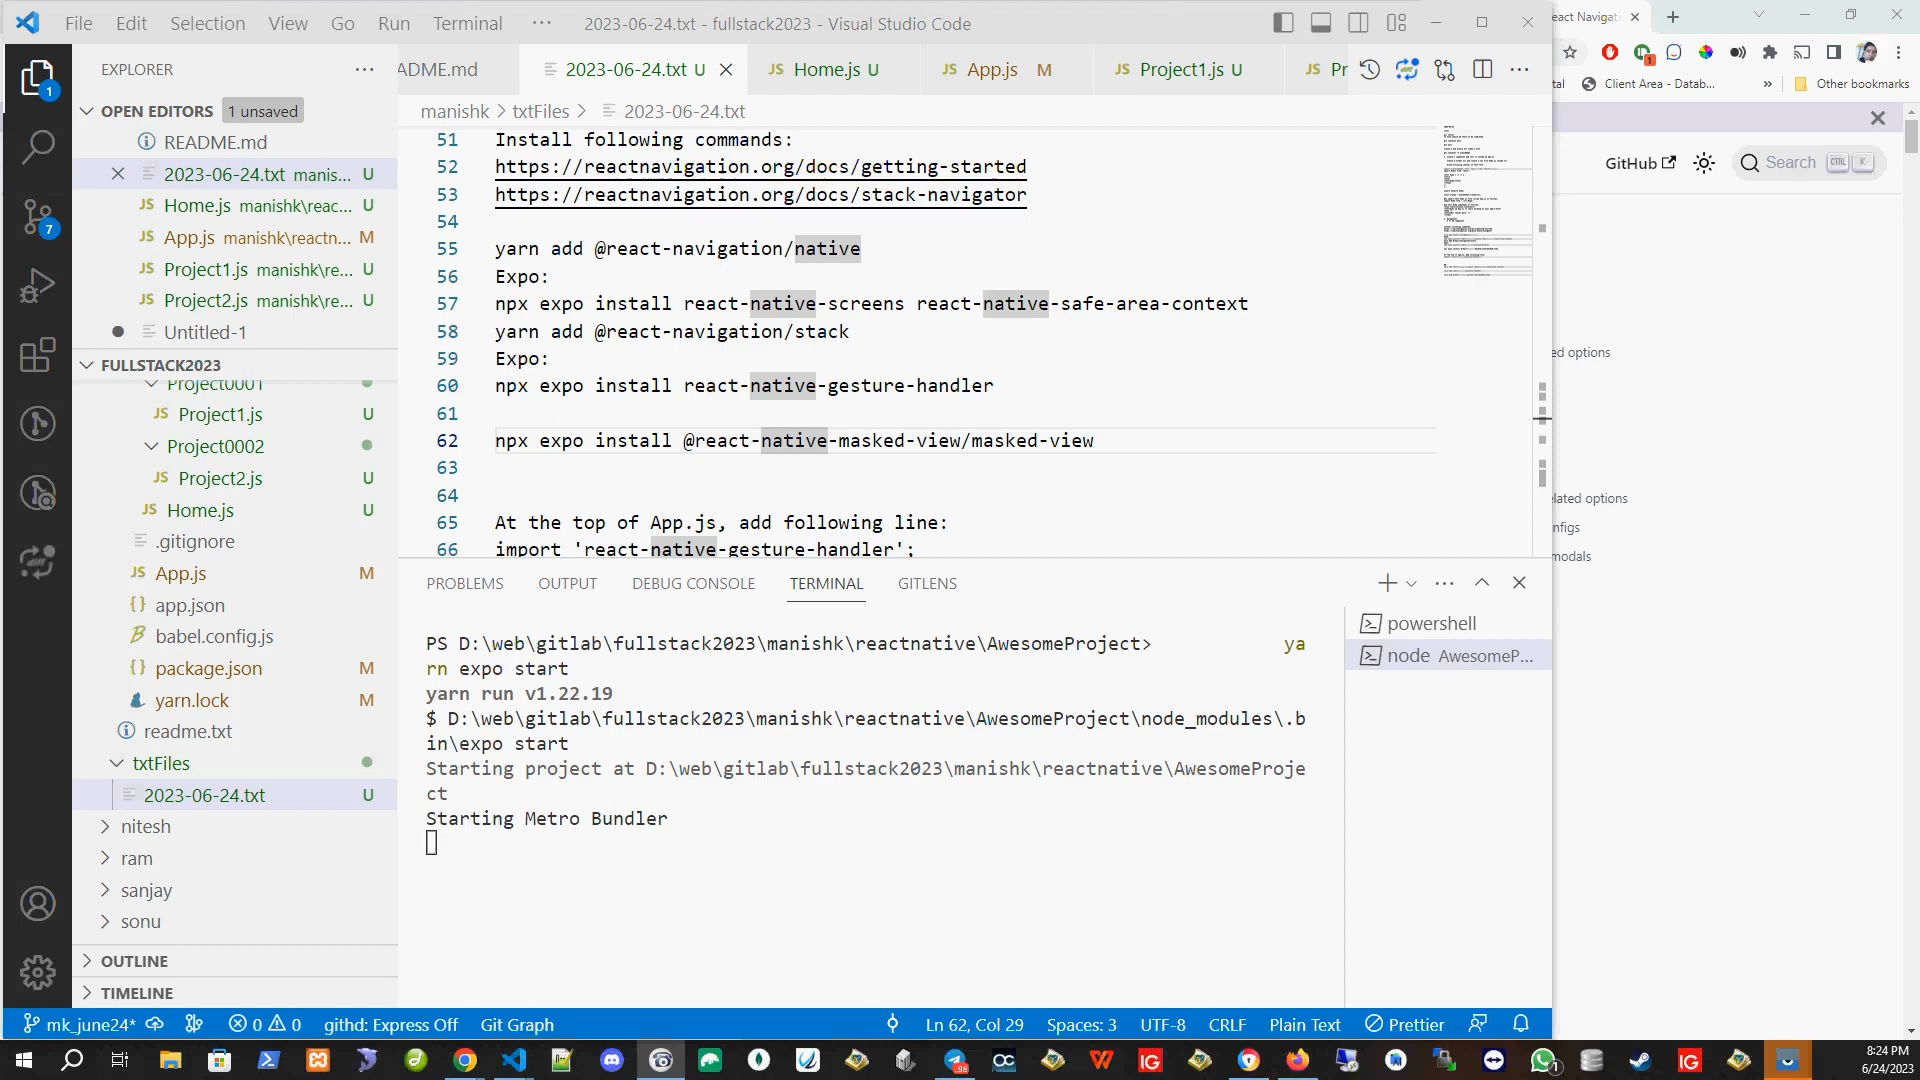 File Edit Selection View Go Run Terminal ··· 2023-06-24.txt - fullstack2023 - Visual Studio Code
EXPLORER ···
OPEN EDITORS 1 unsaved
README.md
2023-06-24.txt manis... U
Home.js manishk\reac... U
App.js manishk\reactn... M
Project1.js manishk\re... U
Project2.js manishk\re... U
Untitled-1
FULLSTACK2023
Project0001
Project1.js U
Project0002
Project2.js U
Home.js U
.gitignore
App.js M
app.json
babel.config.js
package.json M
yarn.lock M
readme.txt
txtFiles
2023-06-24.txt U
nitesh
ram
sanjay
sonu
OUTLINE
TIMELINE
1
7
ADME.md 2023-06-24.txt U Home.js U App.js M Project1.js U Pr
manishk > txtFiles > 2023-06-24.txt
51 Install following commands:
52 https://reactnavigation.org/docs/getting-started
53 https://reactnavigation.org/docs/stack-navigator
54
55 yarn add @react-navigation/native
56 Expo:
57 npx expo install react-native-screens react-native-safe-area-context
58 yarn add @react-navigation/stack
59 Expo:
60 npx expo install react-native-gesture-handler
61
62 npx expo install @react-native-masked-view/masked-view
63
64
65 At the top of App.js, add following line:
66 import 'react-native-gesture-handler';
PROBLEMS OUTPUT DEBUG CONSOLE TERMINAL GITLENS
PS D:\web\gitlab\fullstack2023\manishk\reactnative\AwesomeProject> ya
rn expo start
yarn run v1.22.19
$ D:\web\gitlab\fullstack2023\manishk\reactnative\AwesomeProject\node_modules\.b
in\expo start
Starting project at D:\web\gitlab\fullstack2023\manishk\reactnative\AwesomeProje
ct
Starting Metro Bundler
powershell
node AwesomeP...
mk_june24* 0 0 githd: Express Off Git Graph Ln 62, Col 29 Spaces: 3 UTF-8 CRLF Plain Text Prettier
eact Navigat
tal Client Area - Datab... » Other bookmarks
GitHub Search CTRL K
ed options
elated options
nfigs
modals
8:24 PM
6/24/2023